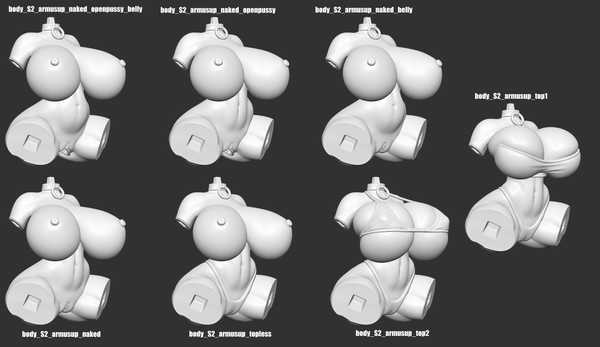 body_S2_armusup_naked_openpussy_belly
body_S2_armusup_naked_openpussy
body_S2_armusup_naked_belly
body_S2_armusup_top1
body_S2_armusup_naked
body_S2_armusup_topless
body_S2_armusup_top2